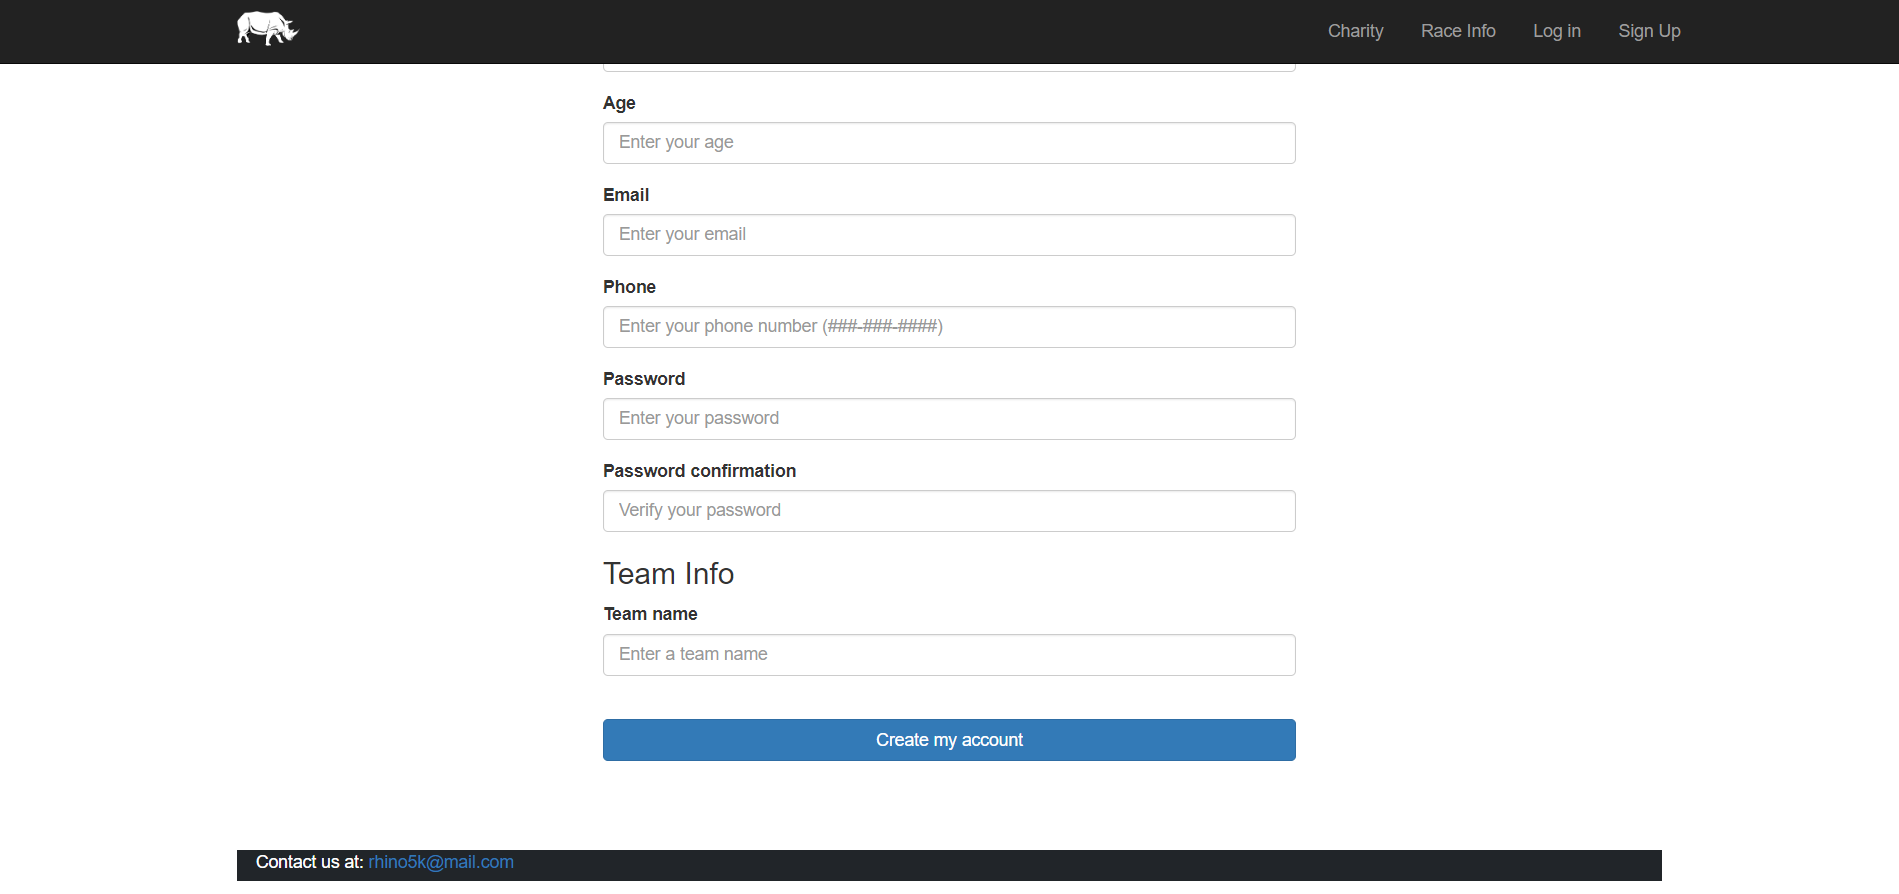 Charity Race Info Log in Sign Up
Age
Enter your age
Email
Enter your email
Phone
Enter your phone number (###-###-####)
Password
Enter your password
Password confirmation
Verify your password
Team Info
Team name
Enter a team name
Create my account
Contact us at: rhino5k@mail.com